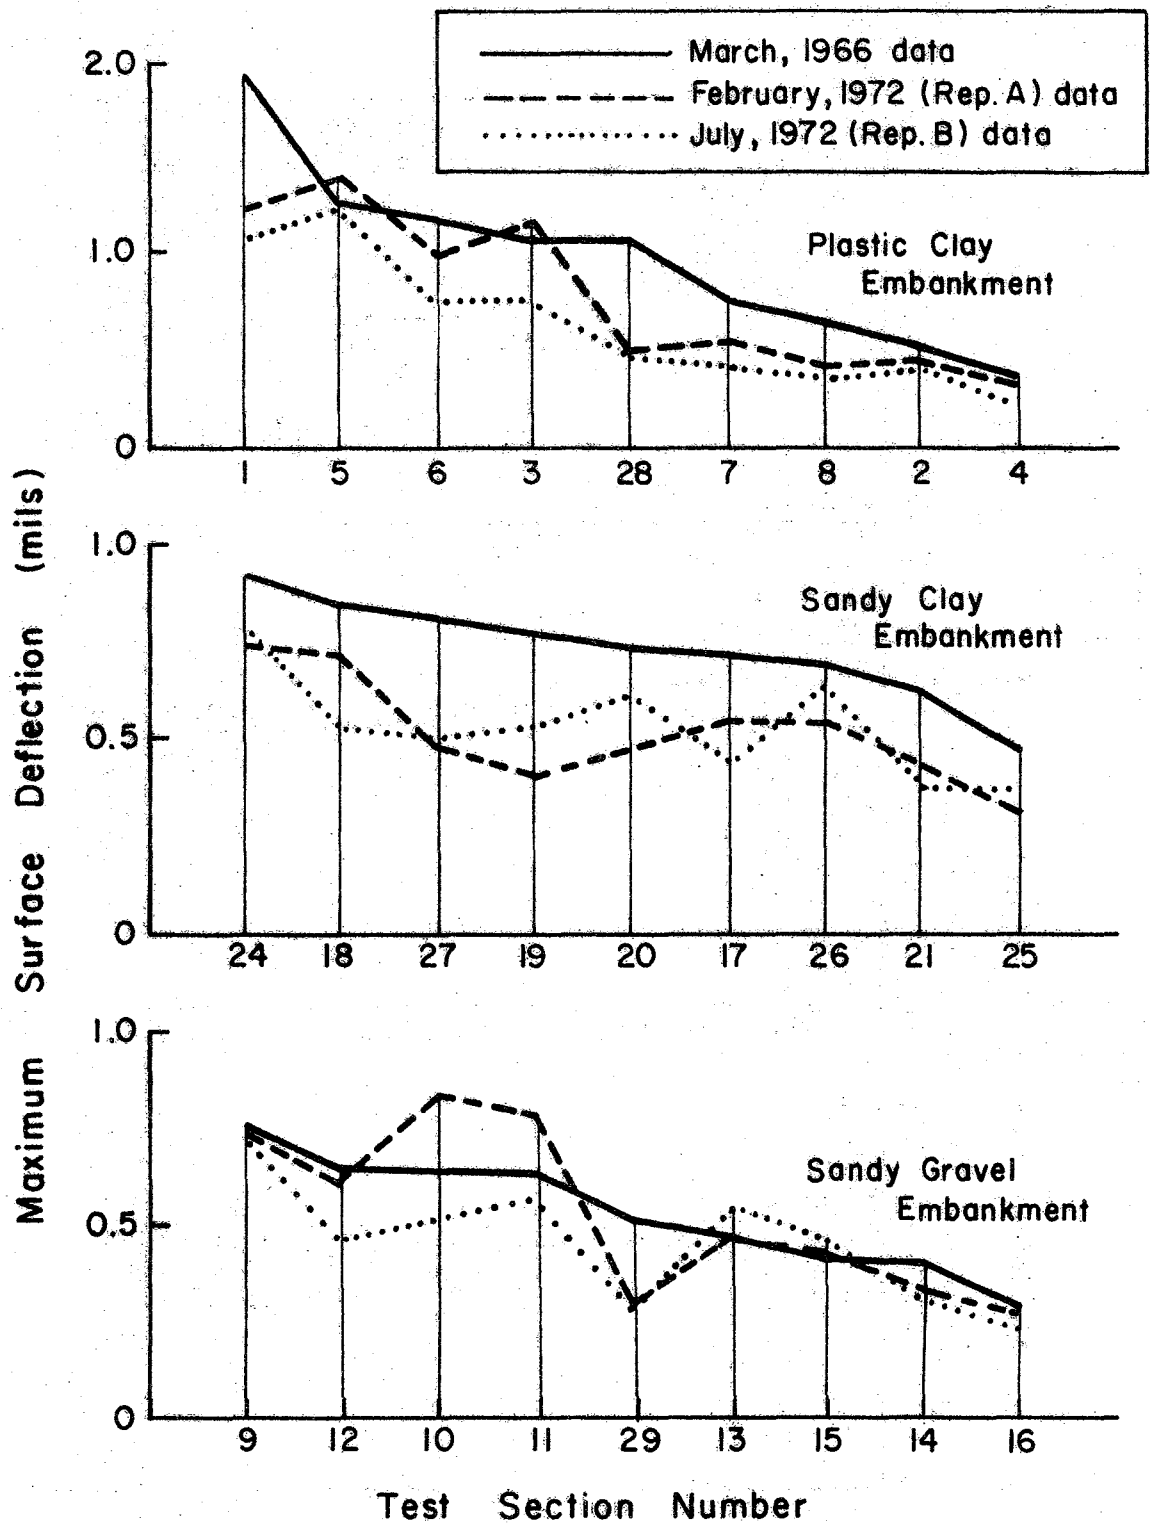 March, 1966 data
February, 1972 (Rep. A) data
July, 1972 (Rep. B) data
2.0
1.0
0
Plastic Clay
Embankment
1 5 6 3 28 7 8 2 4
Maximum Surface Deflection (mils)
1.0
0.5
0
Sandy Clay
Embankment
24 18 27 19 20 17 26 21 25
1.0
0.5
0
Sandy Gravel
Embankment
9 12 10 11 29 13 15 14 16
Test Section Number